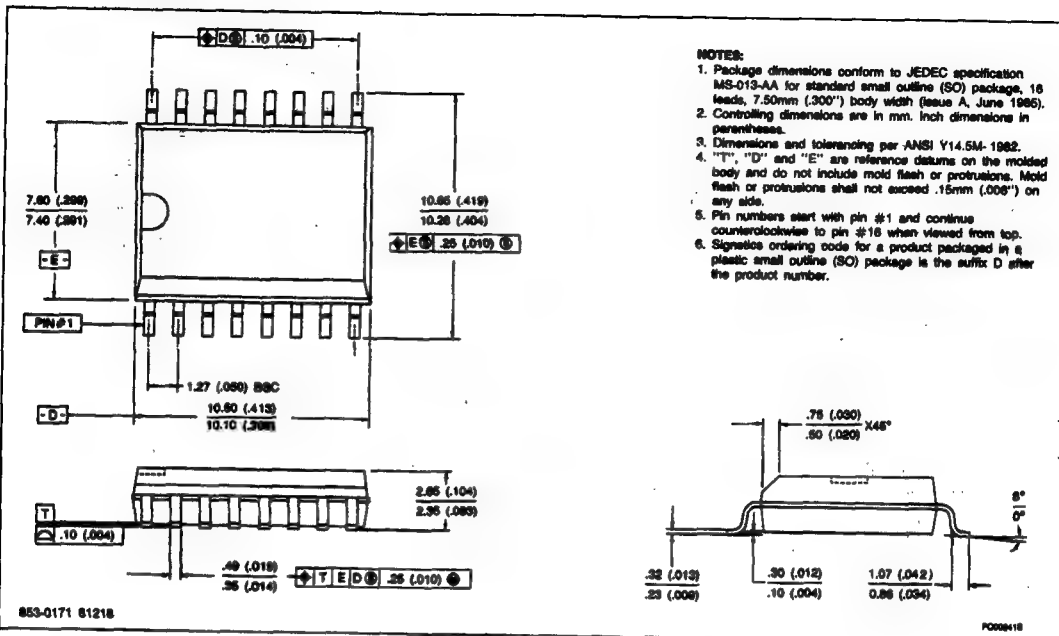 D Ⓢ .10 (.004)
7.60 (.299)
7.40 (.291)
- E -
10.65 (.419)
10.26 (.404)
E Ⓢ .25 (.010) Ⓢ
PIN #1
1.27 (.050) BSC
- D -
10.50 (.413)
10.10 (.398)
2.65 (.104)
2.35 (.093)
T
.10 (.004)
.49 (.019)
.35 (.014)
T E D Ⓢ .25 (.010)
853-0171 81218
NOTES:
1. Package dimensions conform to JEDEC specification
MS-013-AA for standard small outline (SO) package, 16
leads, 7.50mm (.300") body width (issue A, June 1985).
2. Controlling dimensions are in mm. Inch dimensions in
parentheses.
3. Dimensions and tolerancing per ANSI Y14.5M- 1982.
4. "T", "D" and "E" are reference datums on the molded
body and do not include mold flash or protrusions. Mold
flash or protrusions shall not exceed .15mm (.006") on
any side.
5. Pin numbers start with pin #1 and continue
counterclockwise to pin #16 when viewed from top.
6. Signetics ordering code for a product packaged in a
plastic small outline (SO) package is the suffix D after
the product number.
.75 (.030)
.50 (.020)
X45°
8°
0°
.32 (.013)
.23 (.009)
.30 (.012)
.10 (.004)
1.07 (.042)
0.86 (.034)